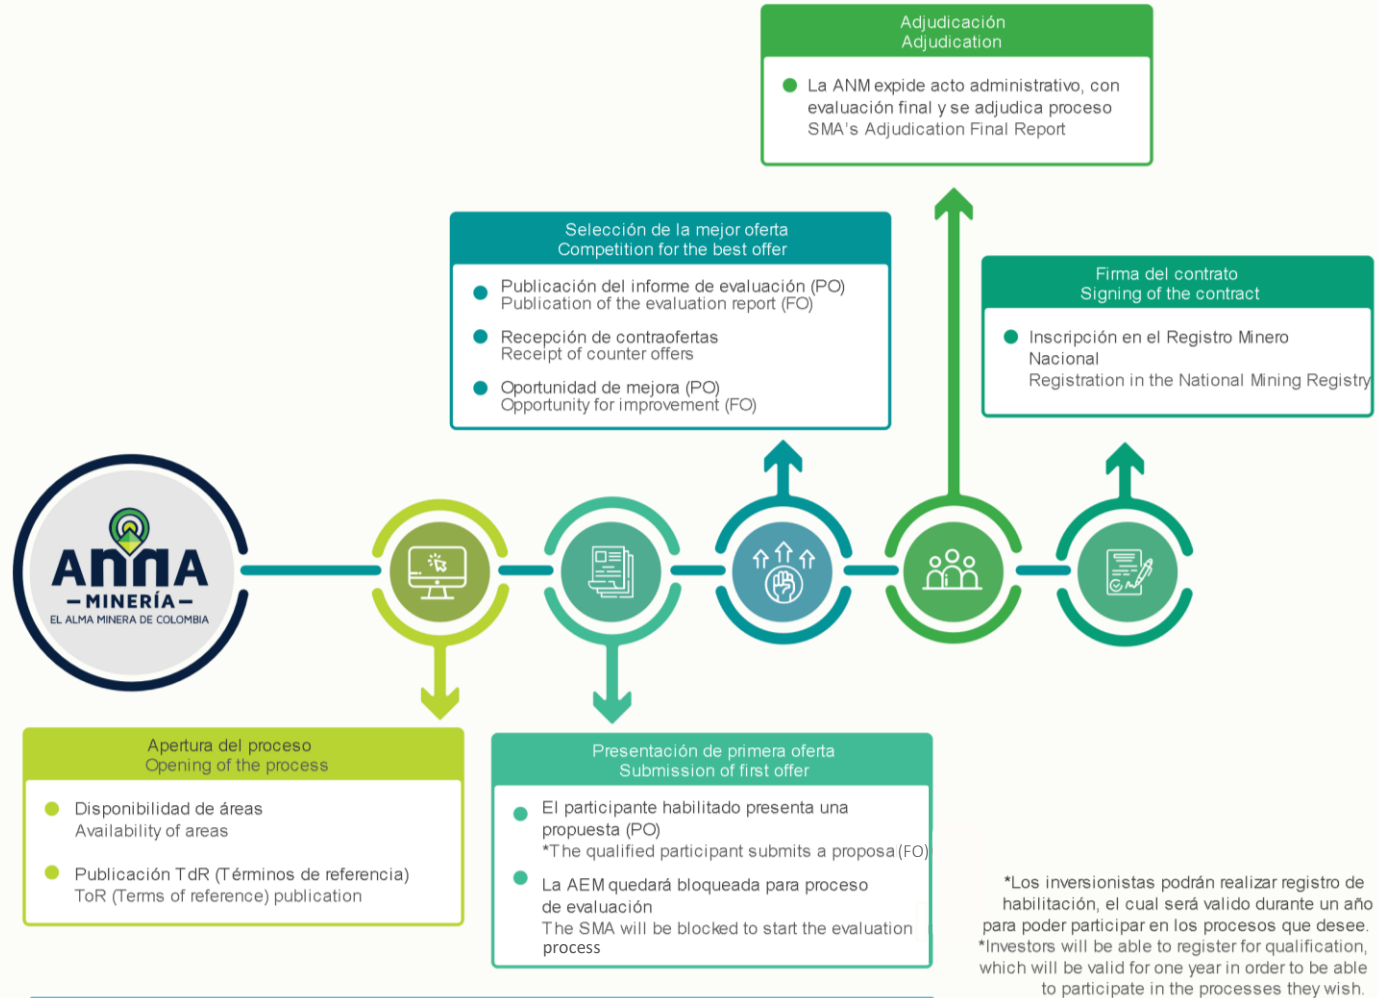 Adjudicación
Adjudication
La ANM expide acto administrativo, con
evaluación final y se adjudica proceso
SMA's Adjudication Final Report
Selección de la mejor oferta
Competition for the best offer
Publicación del informe de evaluación (PO)
Publication of the evaluation report (FO)
Recepción de contraofertas
Receipt of counter offers
Oportunidad de mejora (PO)
Opportunity for improvement (FO)
Firma del contrato
Signing of the contract
Inscripción en el Registro Minero
Nacional
Registration in the National Mining Registry
ANNA
MINERÍA
EL ALMA MINERA DE COLOMBIA
Apertura del proceso
Opening of the process
Disponibilidad de áreas
Availability of areas
Publicación TdR (Términos de referencia)
ToR (Terms of reference) publication
Presentación de primera oferta
Submission of first offer
El participante habilitado presenta una
propuesta (PO)
*The qualified participant submits a proposa(FO)
La AEM quedará bloqueada para proceso
de evaluación
The SMA will be blocked to start the evaluation
process
*Los inversionistas podrán realizar registro de
habilitación, el cual será valido durante un año
para poder participar en los procesos que desee.
*Investors will be able to register for qualification,
which will be valid for one year in order to be able
to participate in the processes they wish.